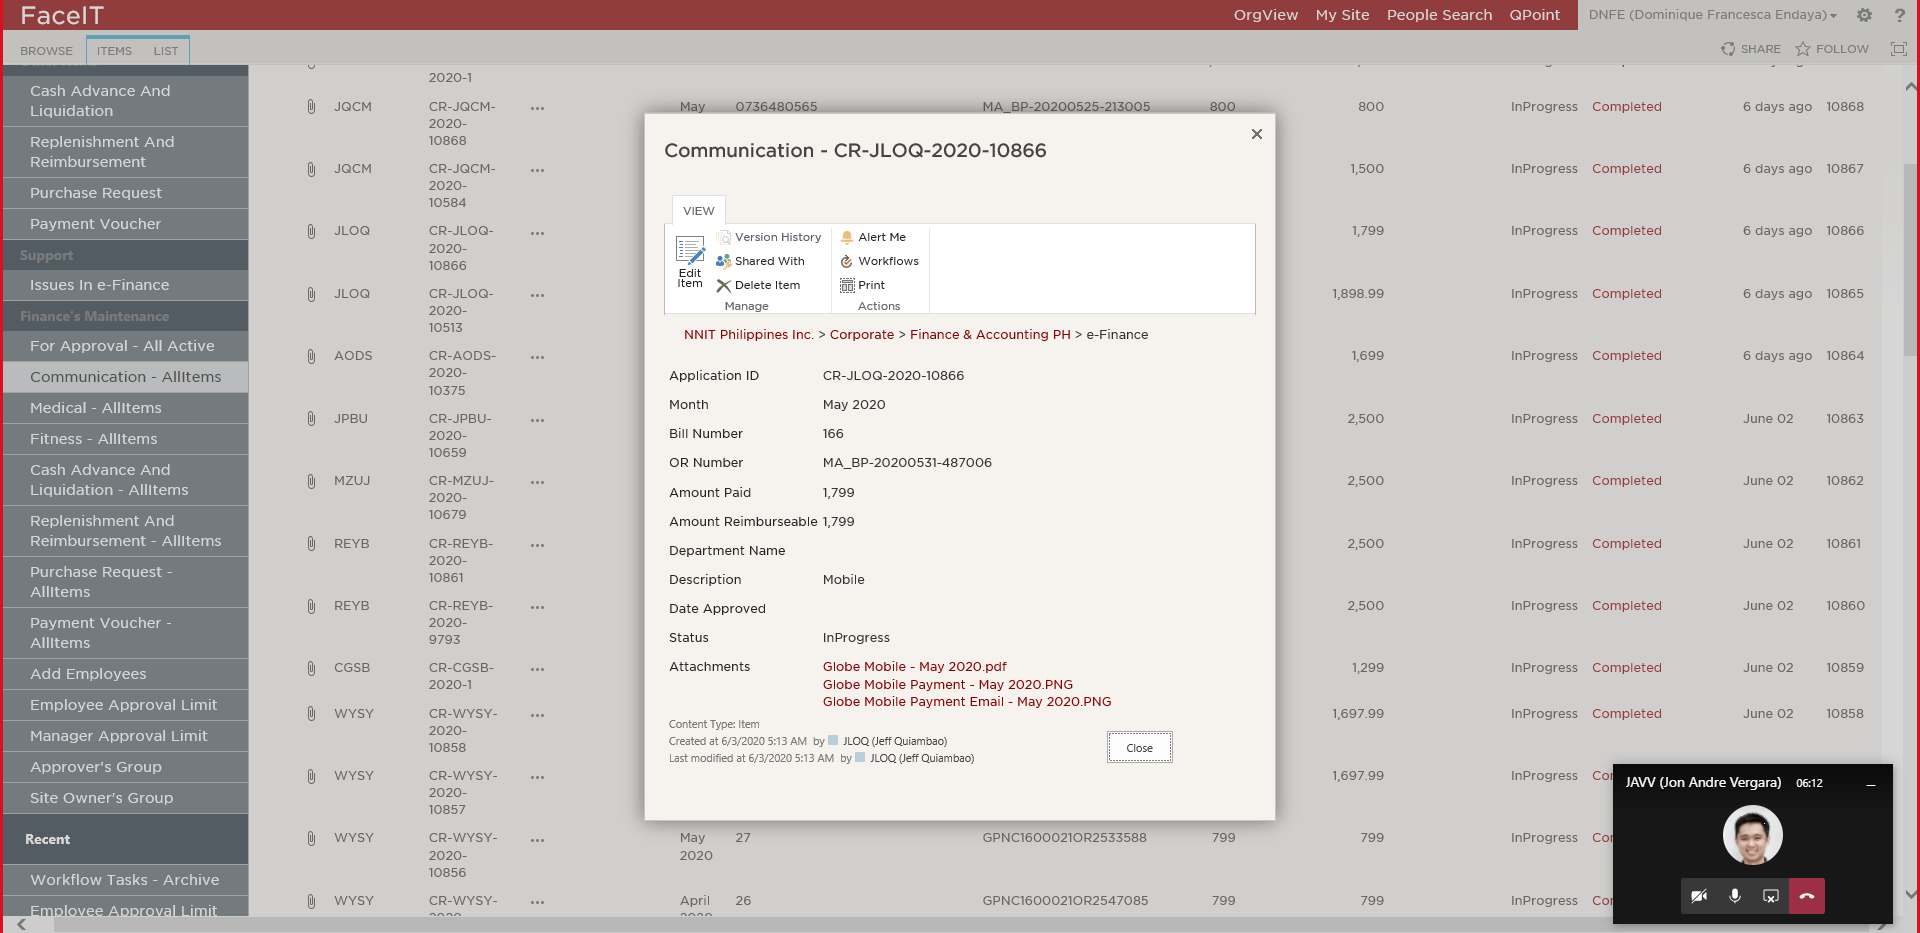 FaceIT
OrgView My Site People Search QPoint
DNFE (Dominique Francesca Endaya)
?
BROWSE ITEMS LIST
SHARE FOLLOW
Cash Advance And
Liquidation
Replenishment And
Reimbursement
Purchase Request
Payment Voucher
Support
Issues In e-Finance
Finance's Maintenance
For Approval - All Active
Communication - AllItems
Medical - AllItems
Fitness - AllItems
Cash Advance And
Liquidation - AllItems
Replenishment And
Reimbursement - AllItems
Purchase Request -
AllItems
Payment Voucher -
AllItems
Add Employees
Employee Approval Limit
Manager Approval Limit
Approver's Group
Site Owner's Group
Recent
Workflow Tasks - Archive
Employee Approval Limit
2020-1
JQCM CR-JQCM- ... May 0736480565 MA_BP-20200525-213005 800 800 InProgress Completed 6 days ago 10868
2020-
10868
JQCM CR-JQCM- ... 1,500 InProgress Completed 6 days ago 10867
2020-
10584
JLOQ CR-JLOQ- ... 1,799 InProgress Completed 6 days ago 10866
2020-
10866
JLOQ CR-JLOQ- ... 1,898.99 InProgress Completed 6 days ago 10865
2020-
10513
AODS CR-AODS- ... 1,699 InProgress Completed 6 days ago 10864
2020-
10375
JPBU CR-JPBU- ... 2,500 InProgress Completed June 02 10863
2020-
10659
MZUJ CR-MZUJ- ... 2,500 InProgress Completed June 02 10862
2020-
10679
REYB CR-REYB- ... 2,500 InProgress Completed June 02 10861
2020-
10861
REYB CR-REYB- ... 2,500 InProgress Completed June 02 10860
2020-
9793
CGSB CR-CGSB- ... 1,299 InProgress Completed June 02 10859
2020-1
WYSY CR-WYSY- ... 1,697.99 InProgress Completed June 02 10858
2020-
10858
WYSY CR-WYSY- ... 1,697.99 InProgress
2020-
10857
WYSY CR-WYSY- ... May 27 GPNC1600021OR2533588 799 799 InProgress
2020- 2020
10856
WYSY CR-WYSY- ... April 26 GPNC1600021OR2547085 799 799 InProgress
Communication - CR-JLOQ-2020-10866
VIEW
Edit
Item
Version History
Shared With
Delete Item
Manage
Alert Me
Workflows
Print
Actions
NNIT Philippines Inc. > Corporate > Finance & Accounting PH > e-Finance
Application ID CR-JLOQ-2020-10866
Month May 2020
Bill Number 166
OR Number MA_BP-20200531-487006
Amount Paid 1,799
Amount Reimburseable 1,799
Department Name
Description Mobile
Date Approved
Status InProgress
Attachments Globe Mobile - May 2020.pdf
Globe Mobile Payment - May 2020.PNG
Globe Mobile Payment Email - May 2020.PNG
Content Type: Item
Created at 6/3/2020 5:13 AM by JLOQ (Jeff Quiambao)
Last modified at 6/3/2020 5:13 AM by JLOQ (Jeff Quiambao)
Close
JAVV (Jon Andre Vergara) 06:12